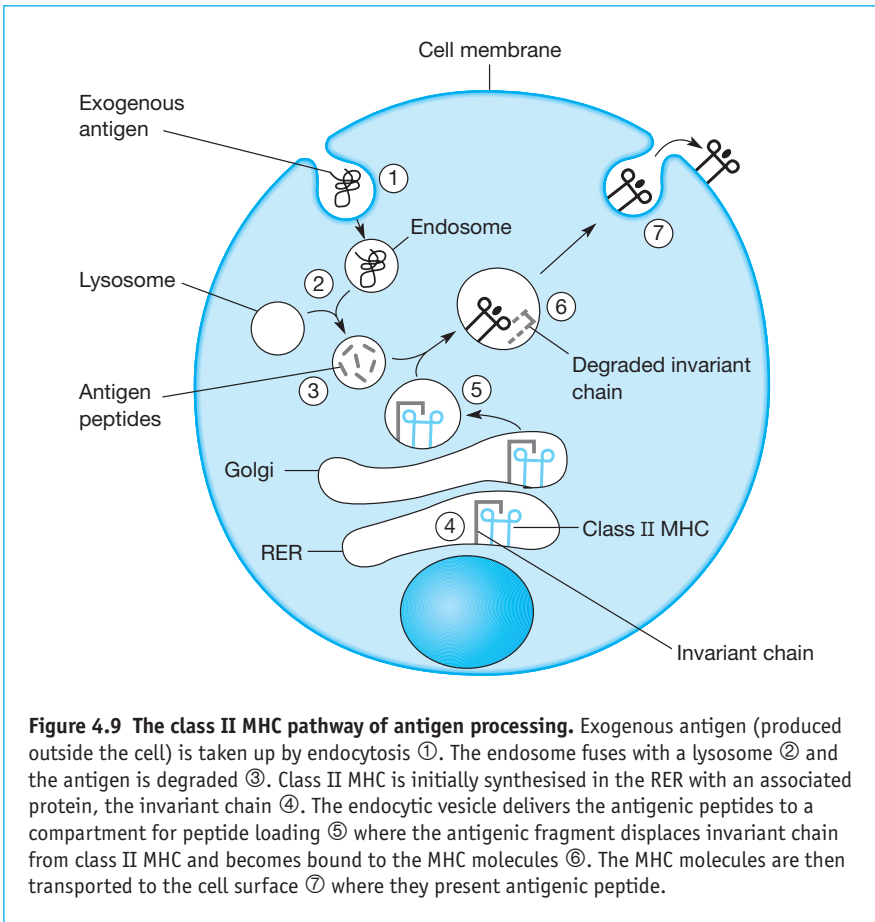 Cell membrane
Exogenous
antigen
①
Endosome
Lysosome
②
⑦
⑥
Degraded invariant
chain
③
Antigen
peptides
⑤
Golgi
④
Class II MHC
RER
Invariant chain
Figure 4.9 The class II MHC pathway of antigen processing. Exogenous antigen (produced
outside the cell) is taken up by endocytosis ①. The endosome fuses with a lysosome ② and
the antigen is degraded ③. Class II MHC is initially synthesised in the RER with an associated
protein, the invariant chain ④. The endocytic vesicle delivers the antigenic peptides to a
compartment for peptide loading ⑤ where the antigenic fragment displaces invariant chain
from class II MHC and becomes bound to the MHC molecules ⑥. The MHC molecules are then
transported to the cell surface ⑦ where they present antigenic peptide.